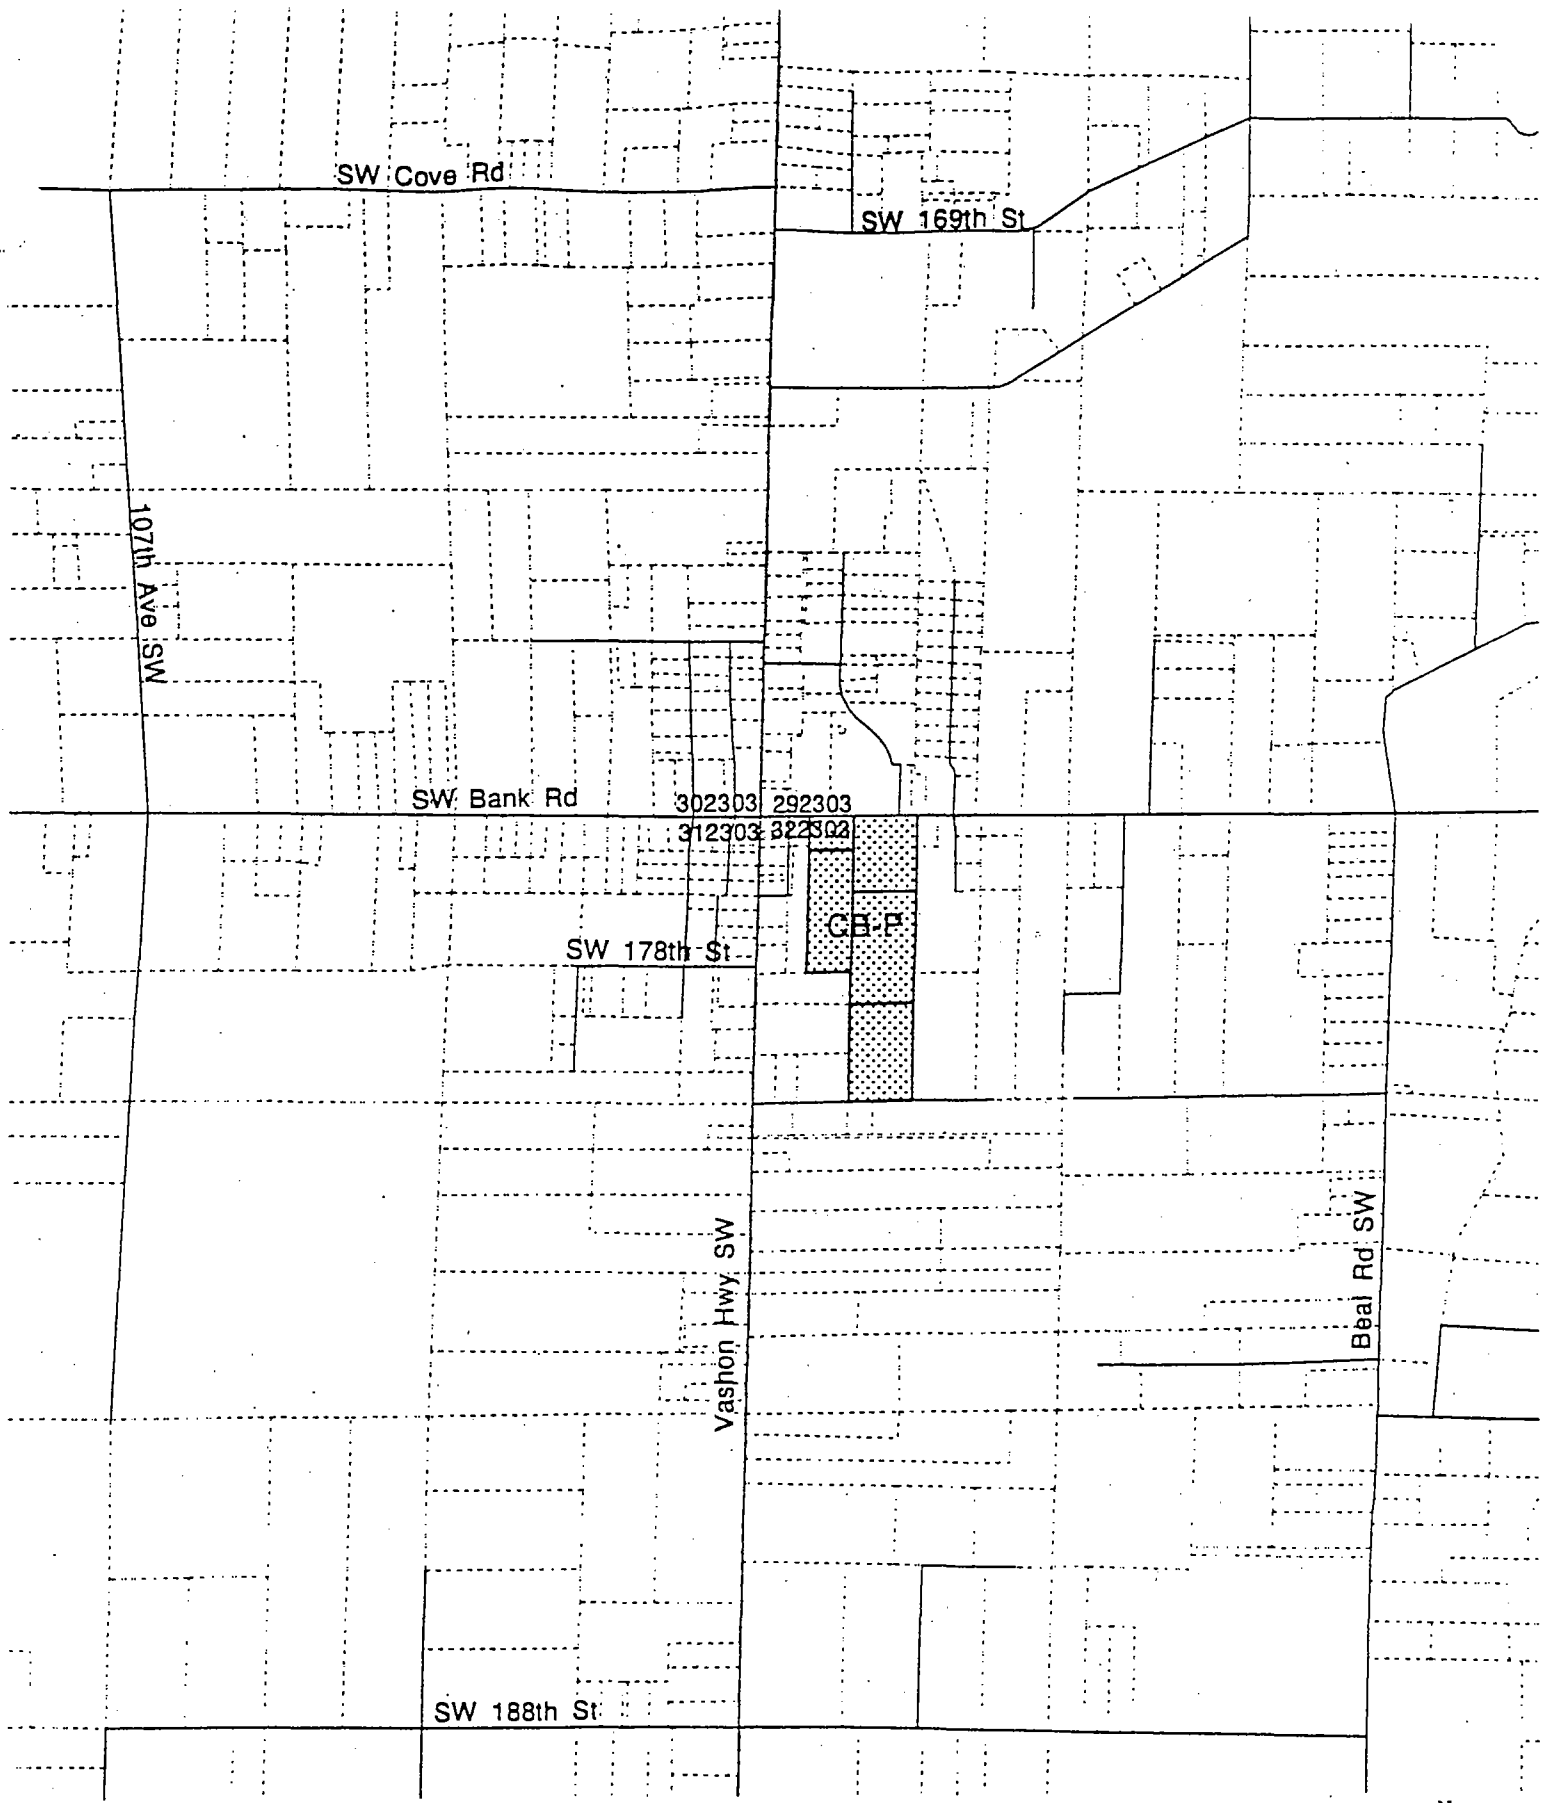 SW Cove Rd
SW 169th St
107th Ave SW
SW Bank Rd
302303 292303
312303 322303
CB-P
SW 178th St
Vashon Hwy SW
Beal Rd SW
SW 188th St